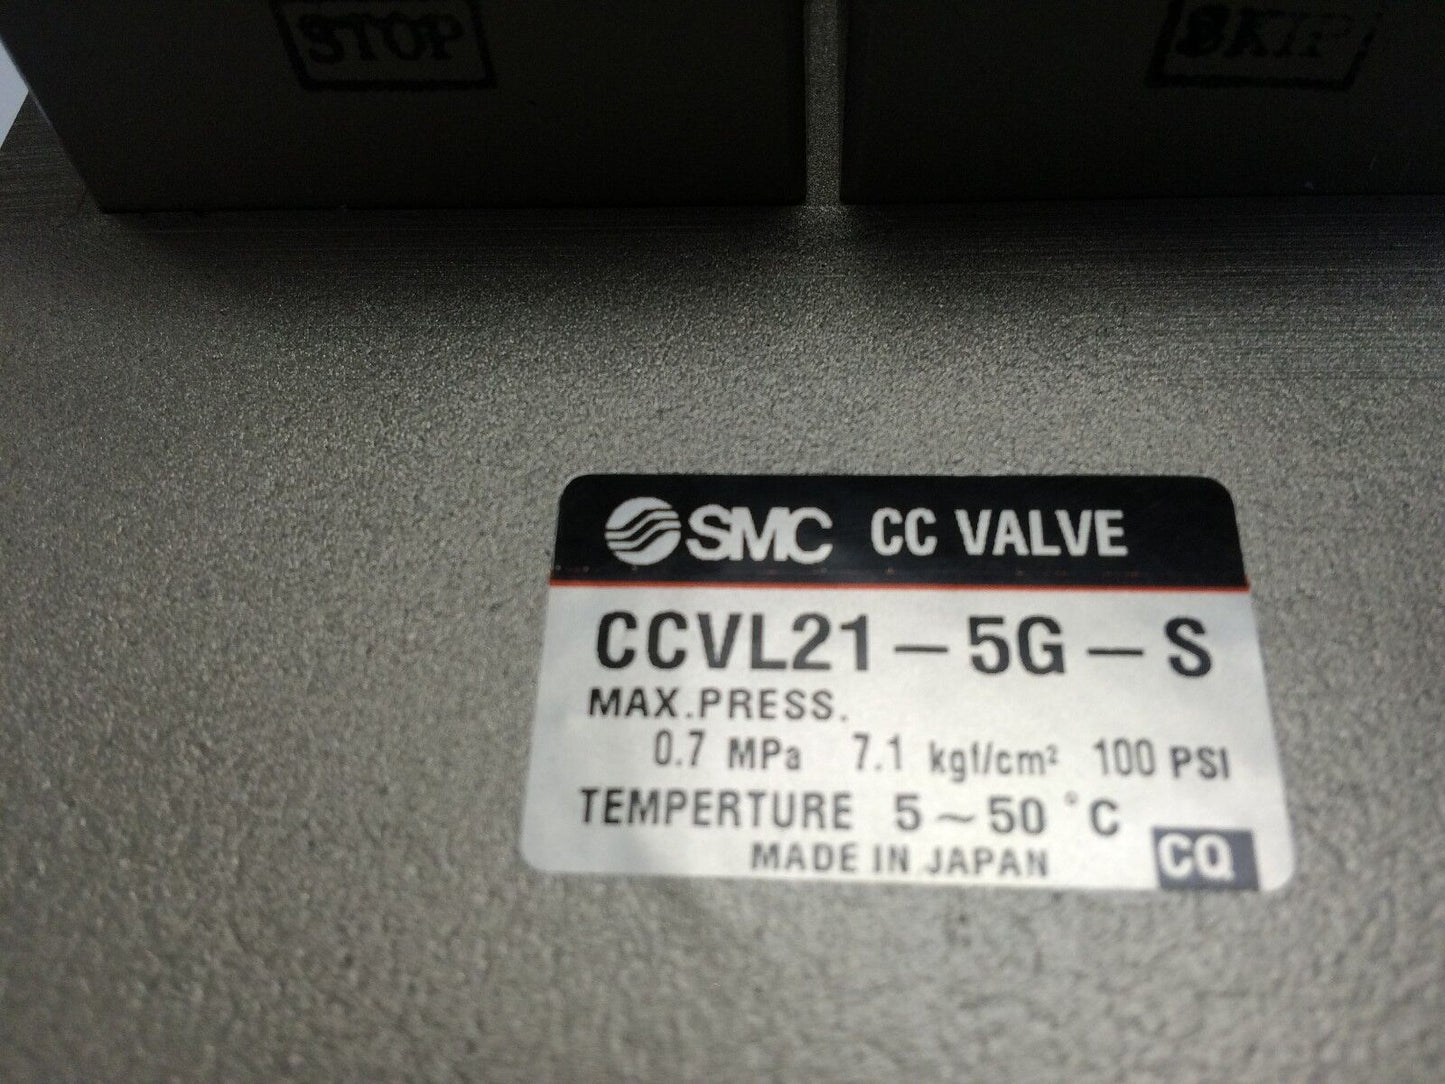 STOP
SKIP
SMC CC VALVE
CCVL21-5G-S
MAX.PRESS.
0.7 MPa 7.1 kgf/cm² 100 PSI
TEMPERTURE 5~50 °C
MADE IN JAPAN
CQ